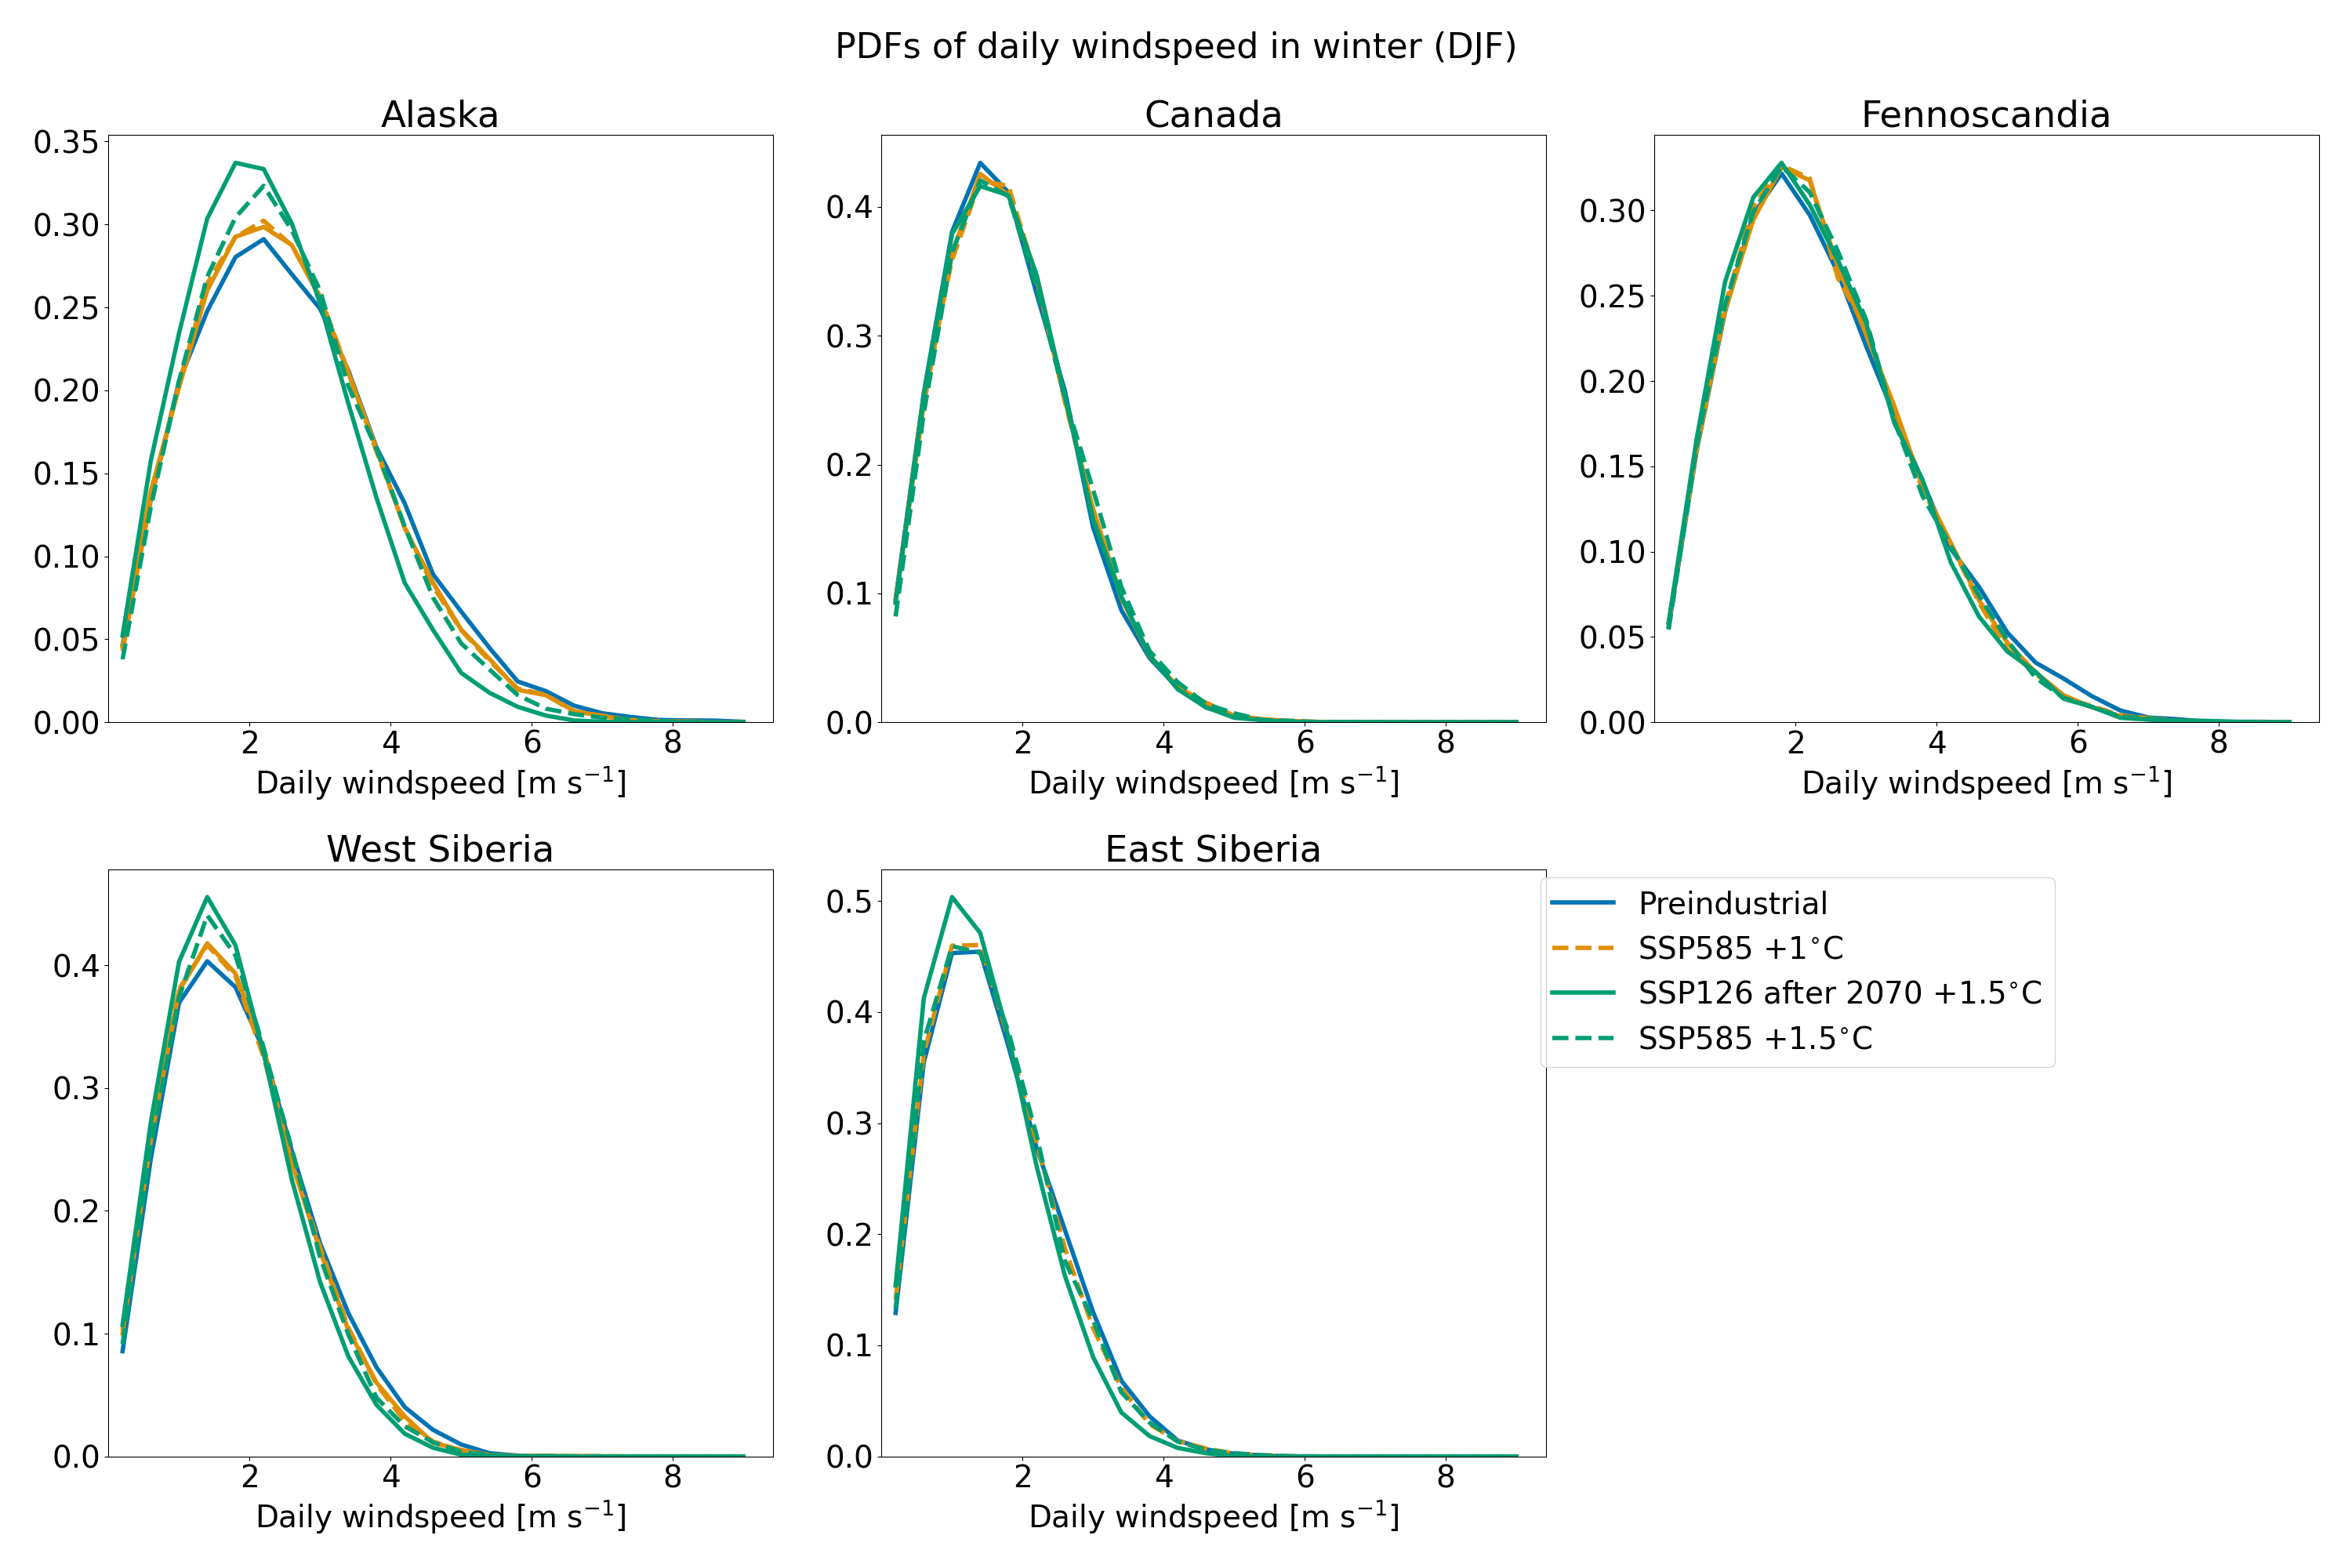 PDFs of daily windspeed in winter (DJF)
Alaska
0.35
0.30
0.25
0.20
0.15
0.10
0.05
0.00
2 4 6 8
Daily windspeed [m s⁻¹]
Canada
0.4
0.3
0.2
0.1
0.0
2 4 6 8
Daily windspeed [m s⁻¹]
Fennoscandia
0.30
0.25
0.20
0.15
0.10
0.05
0.00
2 4 6 8
Daily windspeed [m s⁻¹]
West Siberia
0.4
0.3
0.2
0.1
0.0
2 4 6 8
Daily windspeed [m s⁻¹]
East Siberia
0.5
0.4
0.3
0.2
0.1
0.0
2 4 6 8
Daily windspeed [m s⁻¹]
Preindustrial
SSP585 +1°C
SSP126 after 2070 +1.5°C
SSP585 +1.5°C